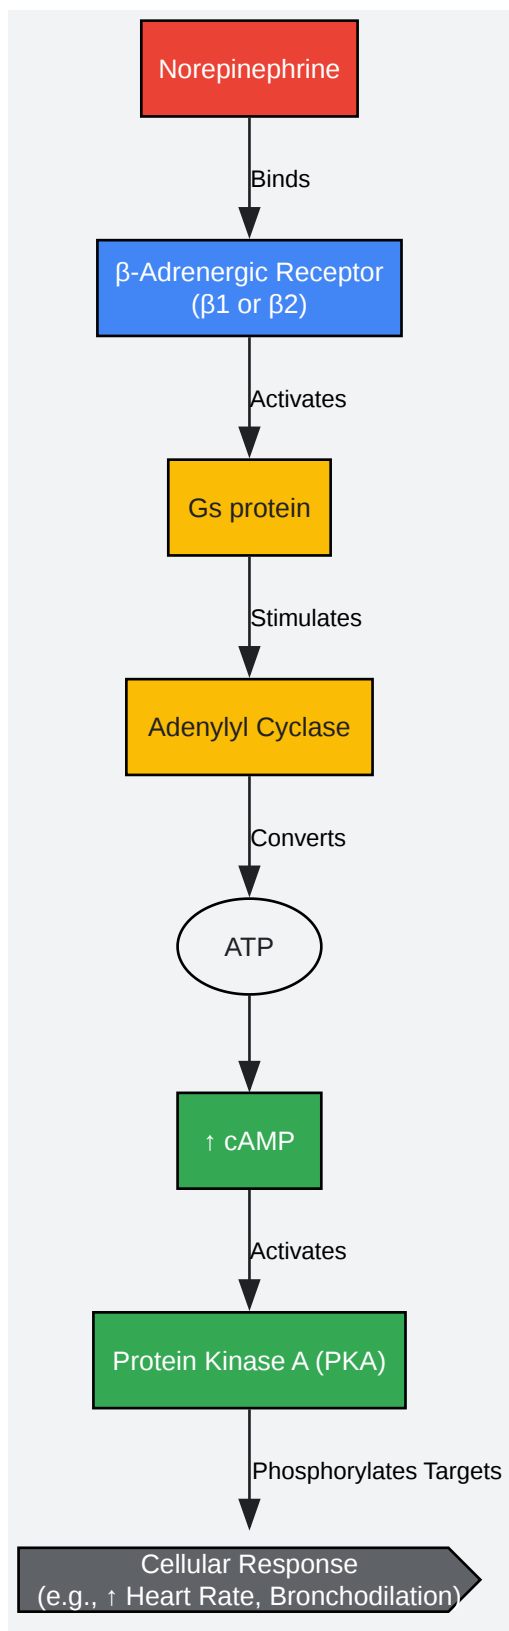 Norepinephrine
Binds
β-Adrenergic Receptor
(β1 or β2)
Activates
Gs protein
Stimulates
Adenylyl Cyclase
Converts
ATP
↑ cAMP
Activates
Protein Kinase A (PKA)
Phosphorylates Targets
Cellular Response
(e.g., ↑ Heart Rate, Bronchodilation)